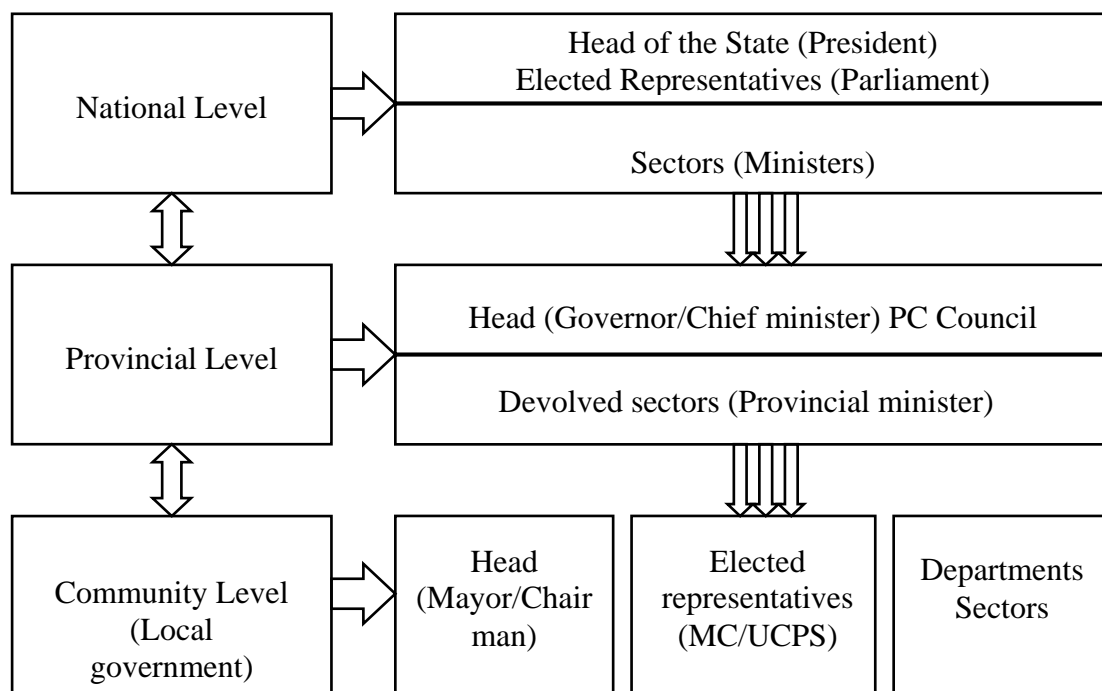 National Level
Head of the State (President)
Elected Representatives (Parliament)
Sectors (Ministers)
Provincial Level
Head (Governor/Chief minister) PC Council
Devolved sectors (Provincial minister)
Community Level
(Local
government)
Head
(Mayor/Chair
man)
Elected
representatives
(MC/UCPS)
Departments
Sectors